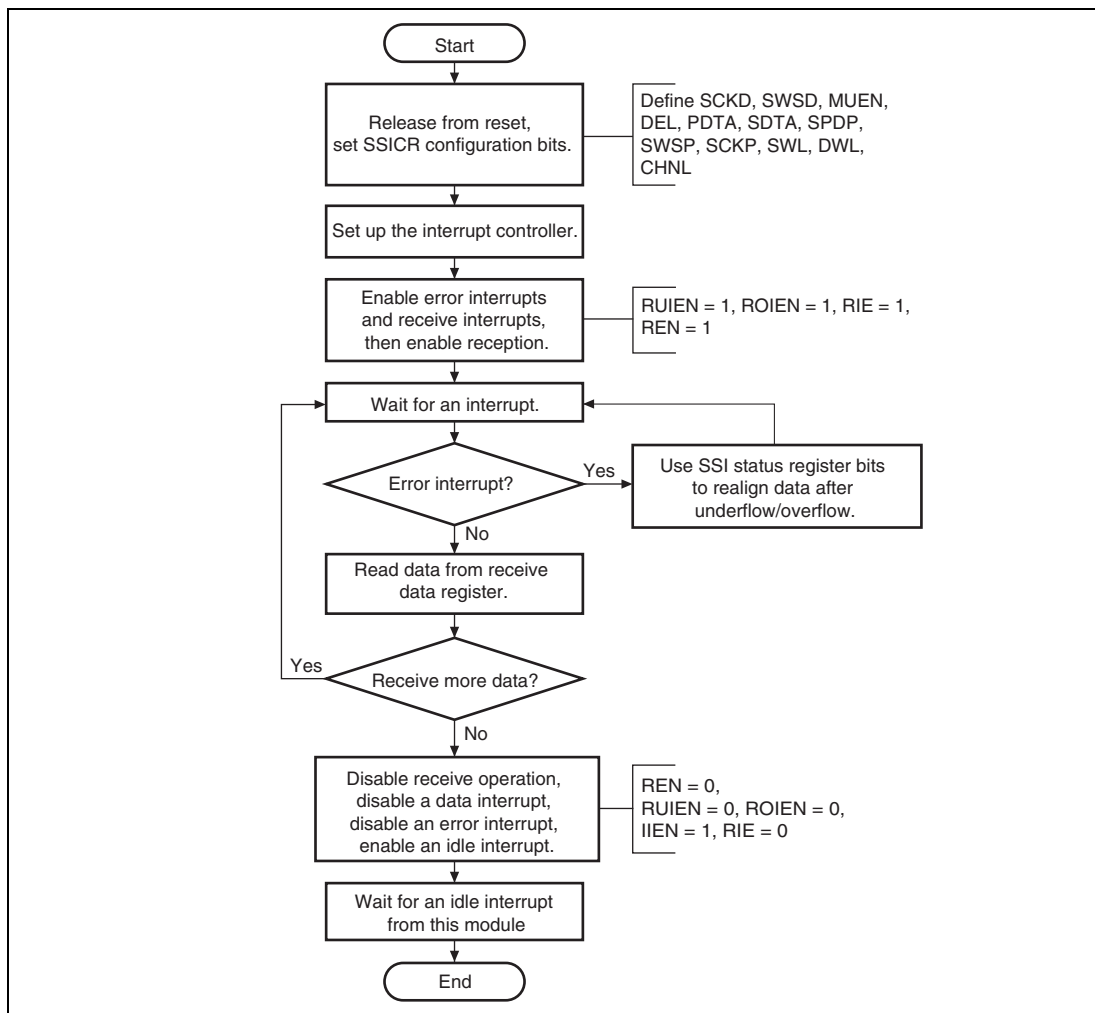 Start
Release from reset,
set SSICR configuration bits.
Define SCKD, SWSD, MUEN,
DEL, PDTA, SDTA, SPDP,
SWSP, SCKP, SWL, DWL,
CHNL
Set up the interrupt controller.
Enable error interrupts
and receive interrupts,
then enable reception.
RUIEN = 1, ROIEN = 1, RIE = 1,
REN = 1
Wait for an interrupt.
Error interrupt?
Yes
Use SSI status register bits
to realign data after
underflow/overflow.
No
Read data from receive
data register.
Yes
Receive more data?
No
Disable receive operation,
disable a data interrupt,
disable an error interrupt,
enable an idle interrupt.
REN = 0,
RUIEN = 0, ROIEN = 0,
IIEN = 1, RIE = 0
Wait for an idle interrupt
from this module
End